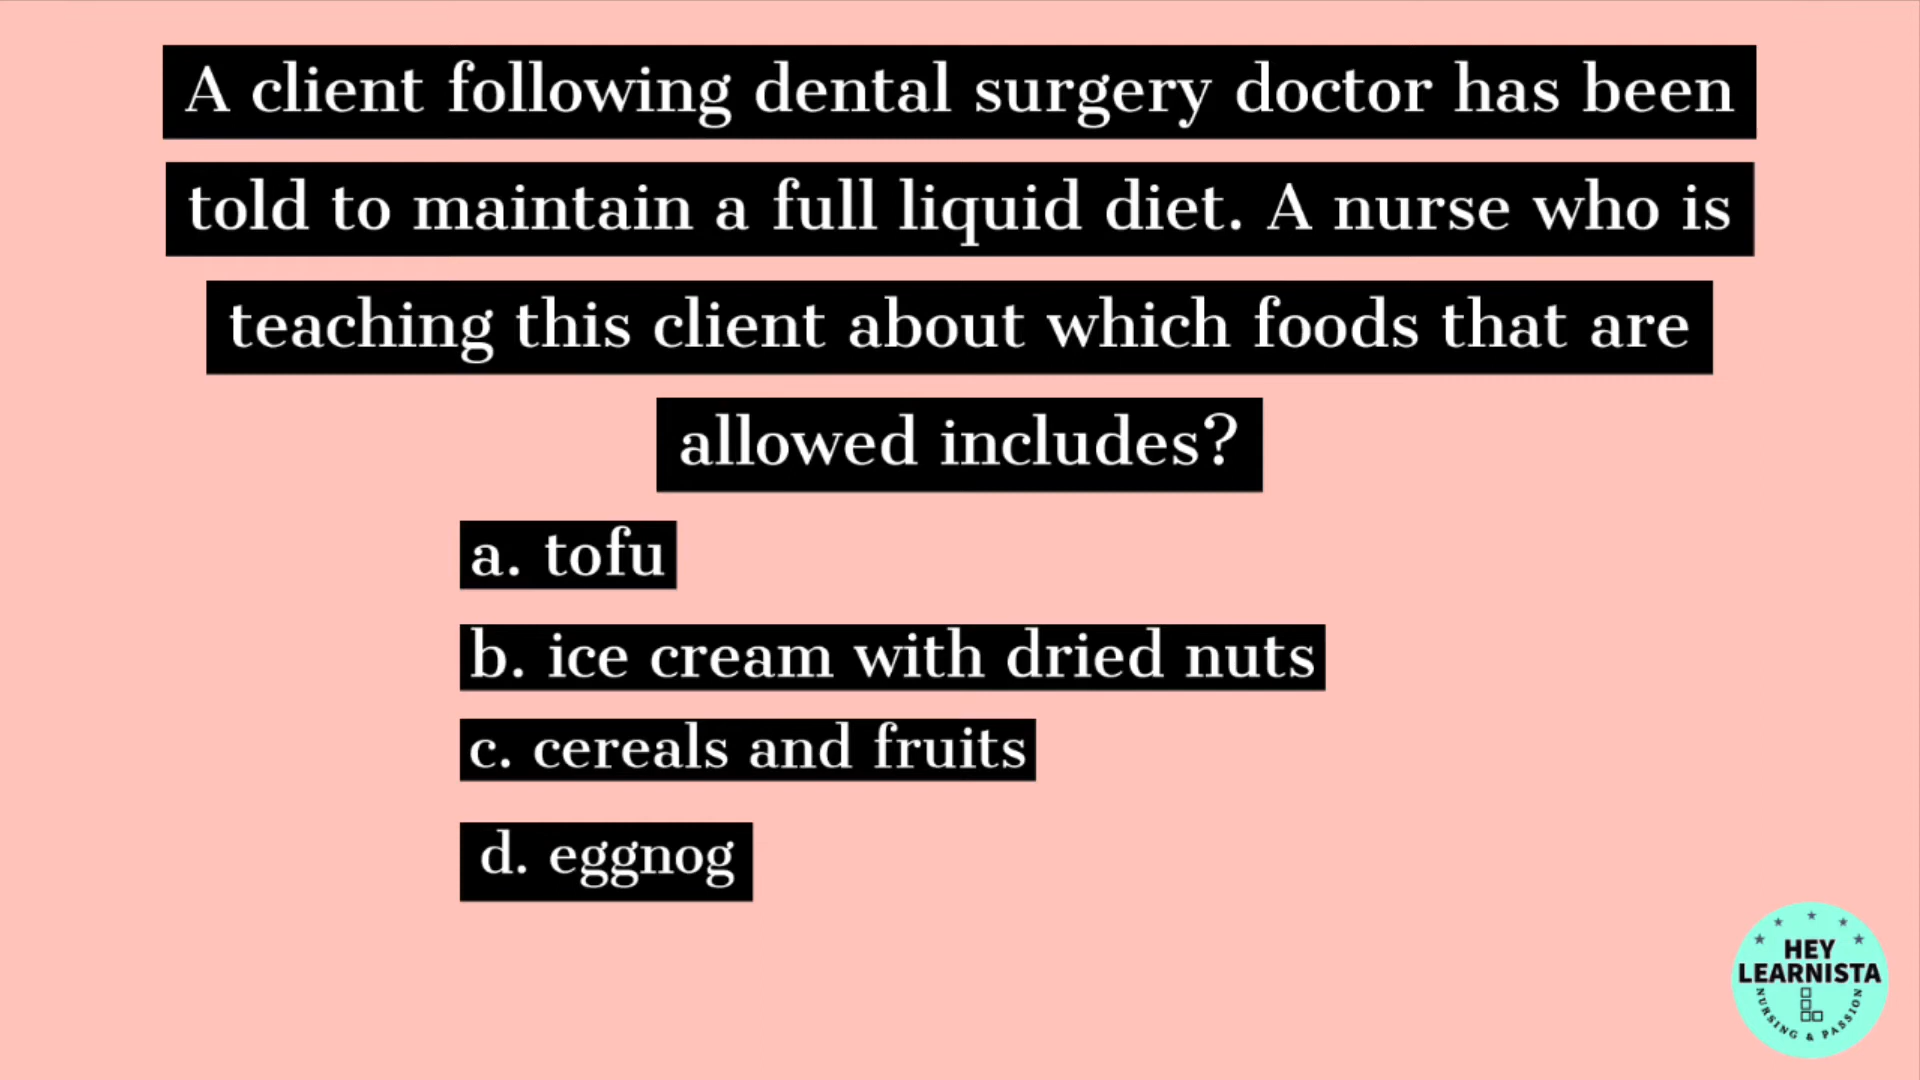 A client following dental surgery doctor has been
told to maintain a full liquid diet. A nurse who is
teaching this client about which foods that are
allowed includes?
a. tofu
b. ice cream with dried nuts
c. cereals and fruits
d. eggnog
HEY
LEARNISTA
NURSING & PASSION